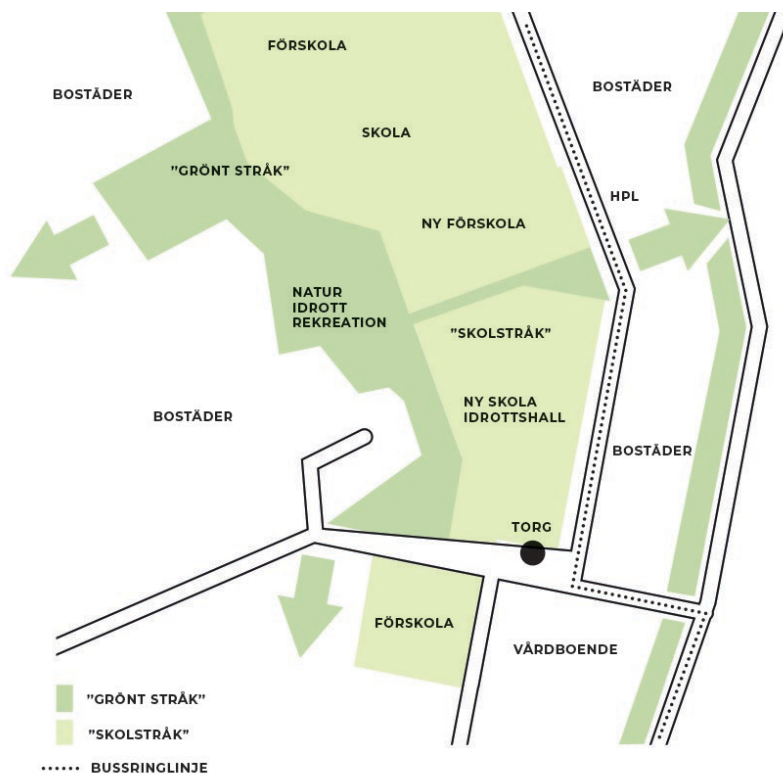 FÖRSKOLA
BOSTÄDER
BOSTÄDER
SKOLA
"GRÖNT STRÅK"
HPL
NY FÖRSKOLA
NATUR
IDROTT
REKREATION
"SKOLSTRÅK"
NY SKOLA
IDROTTSHALL
BOSTÄDER
BOSTÄDER
TORG
FÖRSKOLA
VÅRDBOENDE
"GRÖNT STRÅK"
"SKOLSTRÅK"
BUSSRINGLINJE